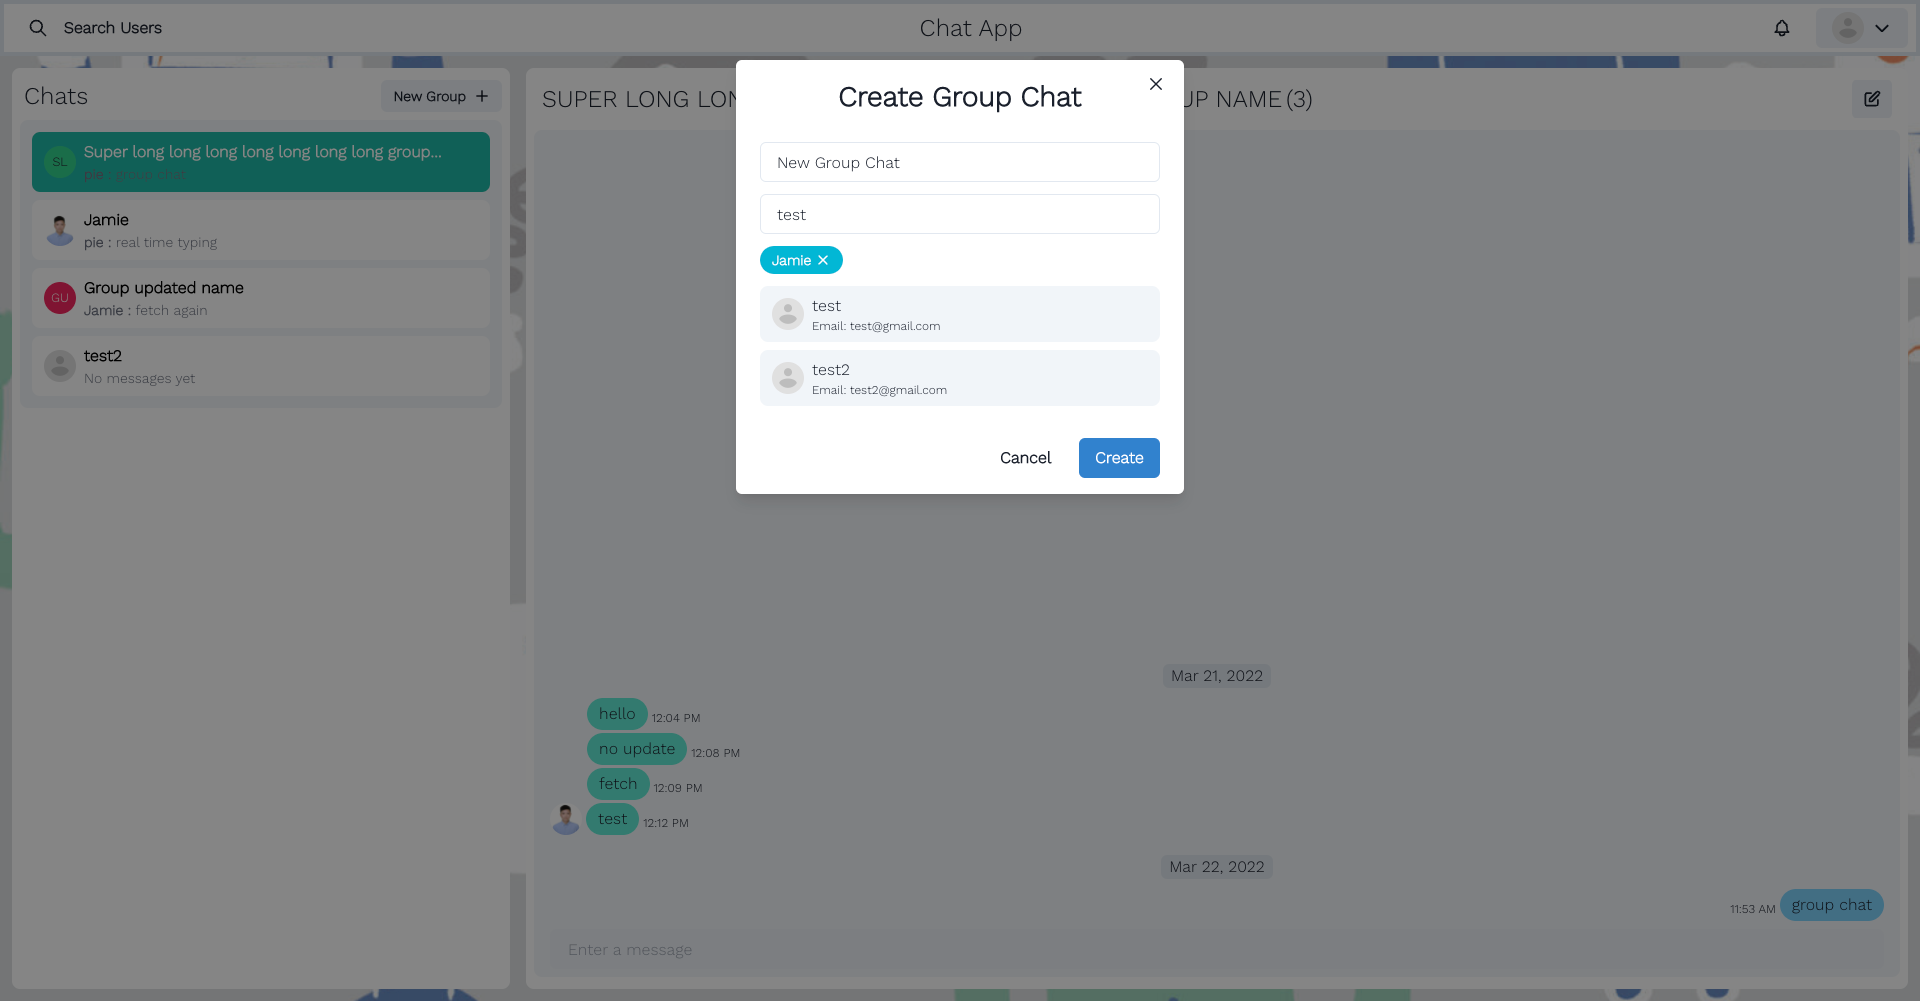 Search Users
Chat App
Chats
New Group
SL
Super long long long long long long long group...
pie : group chat
Jamie
pie : real time typing
GU
Group updated name
Jamie : fetch again
test2
No messages yet
SUPER LONG
UP NAME (3)
Create Group Chat
New Group Chat
test
Jamie
test
Email: test@gmail.com
test2
Email: test2@gmail.com
Cancel
Create
Mar 21, 2022
hello 12:04 PM
no update 12:08 PM
fetch 12:09 PM
test 12:12 PM
Mar 22, 2022
11:53 AM group chat
Enter a message